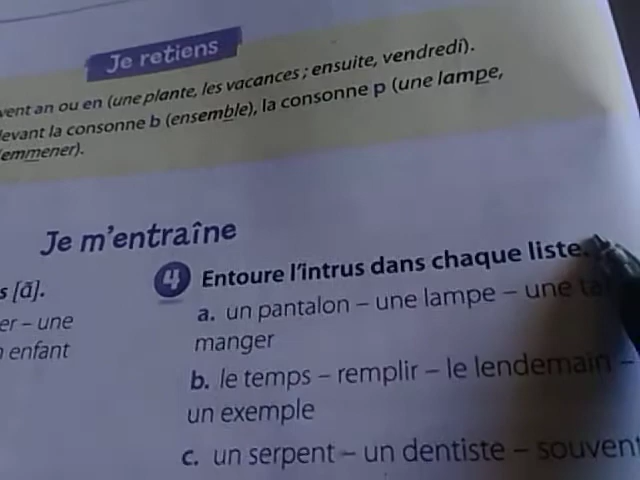 Je retiens
vent an ou en (une plante, les vacances ; ensuite, vendredi).
evant la consonne b (ensemble), la consonne p (une lampe,
emmener).
Je m'entraîne
s [ã].
er – une
enfant
4 Entoure l'intrus dans chaque liste.
a. un pantalon – une lampe – une
manger
b. le temps – remplir – le lendemain –
un exemple
c. un serpent – un dentiste – souvent